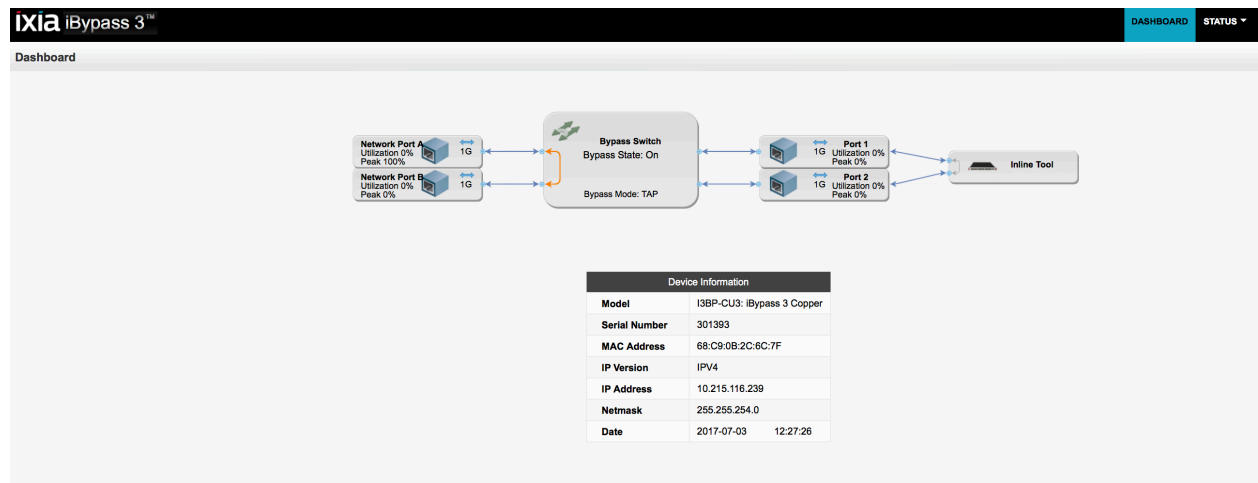 ixia iBypass 3™
DASHBOARD STATUS
Dashboard
Network Port A
Utilization 0%
Peak 100%
1G
Network Port B
Utilization 0%
Peak 0%
1G
Bypass Switch
Bypass State: On
Bypass Mode: TAP
1G
Port 1
Utilization 0%
Peak 0%
1G
Port 2
Utilization 0%
Peak 0%
Inline Tool
Device Information
Model I3BP-CU3: iBypass 3 Copper
Serial Number 301393
MAC Address 68:C9:0B:2C:6C:7F
IP Version IPV4
IP Address 10.215.116.239
Netmask 255.255.254.0
Date 2017-07-03 12:27:26